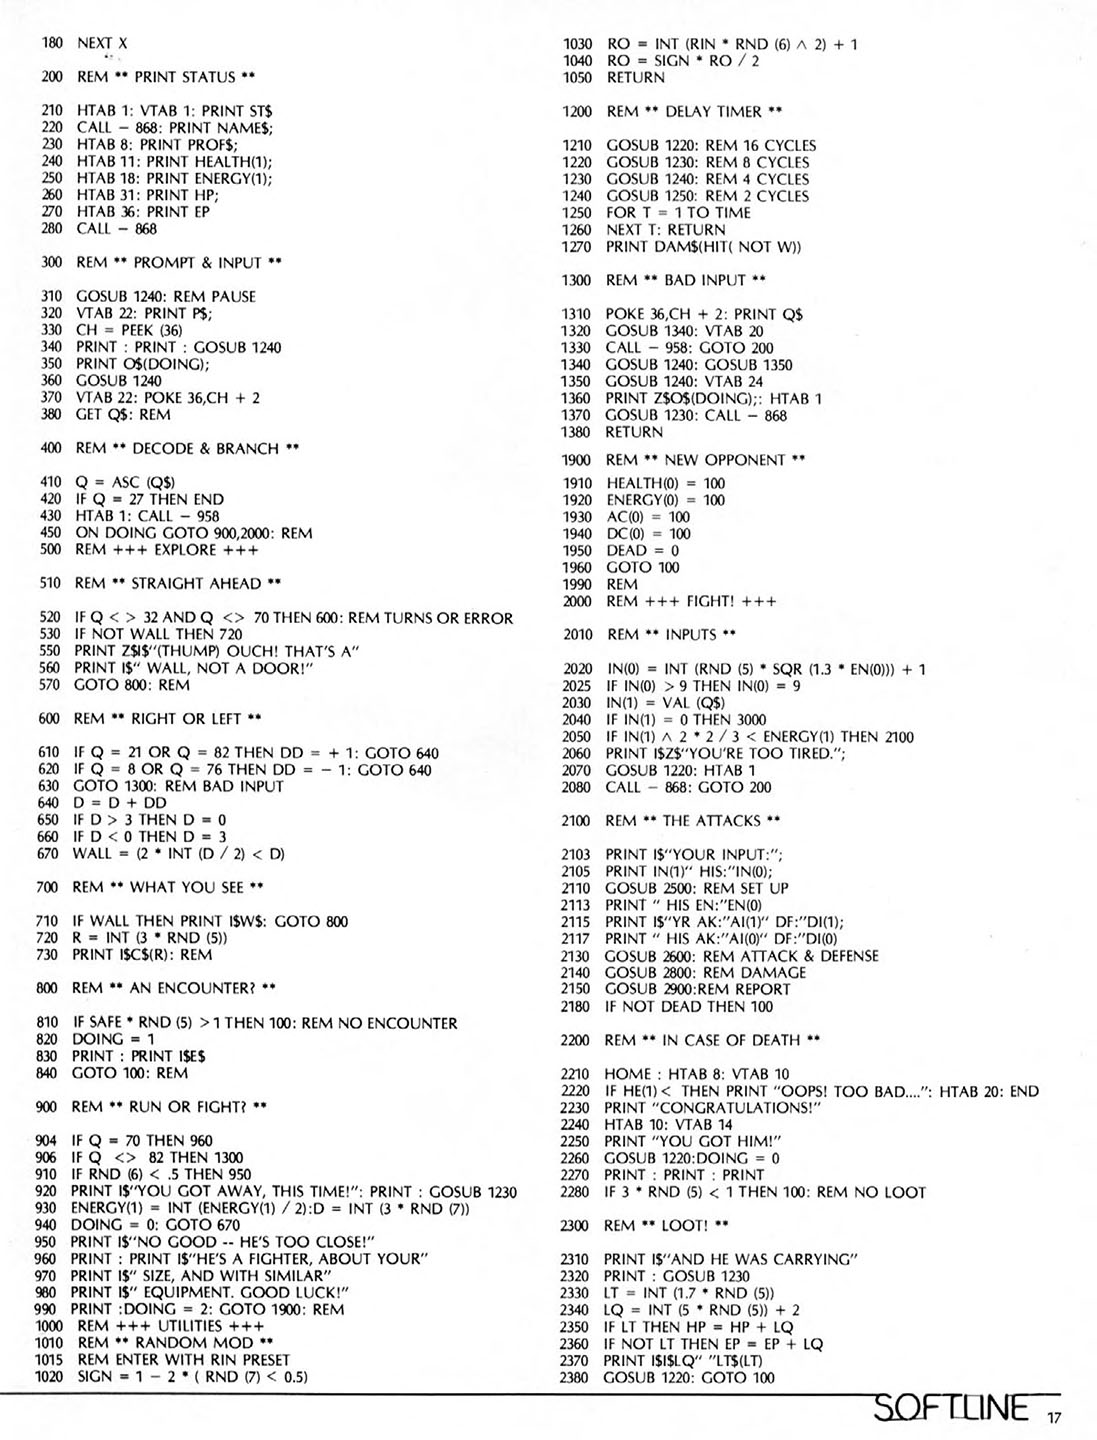 180 NEXT X
200 REM ** PRINT STATUS **
210 HTAB 1: VTAB 1: PRINT ST$
220 CALL – 868: PRINT NAME$;
230 HTAB 8: PRINT PROF$;
240 HTAB 11: PRINT HEALTH(1);
250 HTAB 18: PRINT ENERGY(1);
260 HTAB 31: PRINT HP;
270 HTAB 36: PRINT EP
280 CALL – 868
300 REM ** PROMPT & INPUT **
310 GOSUB 1240: REM PAUSE
320 VTAB 22: PRINT P$;
330 CH = PEEK (36)
340 PRINT : PRINT : GOSUB 1240
350 PRINT O$(DOING);
360 GOSUB 1240
370 VTAB 22: POKE 36,CH + 2
380 GET Q$: REM
400 REM ** DECODE & BRANCH **
410 Q = ASC (Q$)
420 IF Q = 27 THEN END
430 HTAB 1: CALL – 958
450 ON DOING GOTO 900,2000: REM
500 REM +++ EXPLORE +++
510 REM ** STRAIGHT AHEAD **
520 IF Q < > 32 AND Q <> 70 THEN 600: REM TURNS OR ERROR
530 IF NOT WALL THEN 720
550 PRINT Z$I$"(THUMP) OUCH! THAT'S A"
560 PRINT I$" WALL, NOT A DOOR!"
570 GOTO 800: REM
600 REM ** RIGHT OR LEFT **
610 IF Q = 21 OR Q = 82 THEN DD = + 1: GOTO 640
620 IF Q = 8 OR Q = 76 THEN DD = – 1: GOTO 640
630 GOTO 1300: REM BAD INPUT
640 D = D + DD
650 IF D > 3 THEN D = 0
660 IF D < 0 THEN D = 3
670 WALL = (2 * INT (D / 2) < D)
700 REM ** WHAT YOU SEE **
710 IF WALL THEN PRINT I$W$: GOTO 800
720 R = INT (3 * RND (5))
730 PRINT I$C$(R): REM
800 REM ** AN ENCOUNTER? **
810 IF SAFE * RND (5) >1 THEN 100: REM NO ENCOUNTER
820 DOING = 1
830 PRINT : PRINT I$E$
840 GOTO 100: REM
900 REM ** RUN OR FIGHT? **
904 IF Q = 70 THEN 960
906 IF Q <> 82 THEN 1300
910 IF RND (6) < .5 THEN 950
920 PRINT I$"YOU GOT AWAY, THIS TIME!": PRINT : GOSUB 1230
930 ENERGY(1) = INT (ENERGY(1) / 2):D = INT (3 * RND (7))
940 DOING = 0: GOTO 670
950 PRINT I$"NO GOOD -- HE'S TOO CLOSE!"
960 PRINT : PRINT I$"HE'S A FIGHTER, ABOUT YOUR"
970 PRINT I$" SIZE, AND WITH SIMILAR"
980 PRINT I$" EQUIPMENT. GOOD LUCK!"
990 PRINT :DOING = 2: GOTO 1900: REM
1000 REM +++ UTILITIES +++
1010 REM ** RANDOM MOD **
1015 REM ENTER WITH RIN PRESET
1020 SIGN = 1 – 2 * ( RND (7) < 0.5)
1030 RO = INT (RIN * RND (6) ∧ 2) + 1
1040 RO = SIGN * RO / 2
1050 RETURN
1200 REM ** DELAY TIMER **
1210 GOSUB 1220: REM 16 CYCLES
1220 GOSUB 1230: REM 8 CYCLES
1230 GOSUB 1240: REM 4 CYCLES
1240 GOSUB 1250: REM 2 CYCLES
1250 FOR T = 1 TO TIME
1260 NEXT T: RETURN
1270 PRINT DAM$(HIT( NOT W))
1300 REM ** BAD INPUT **
1310 POKE 36,CH + 2: PRINT Q$
1320 GOSUB 1340: VTAB 20
1330 CALL – 958: GOTO 200
1340 GOSUB 1240: GOSUB 1350
1350 GOSUB 1240: VTAB 24
1360 PRINT Z$O$(DOING);: HTAB 1
1370 GOSUB 1230: CALL – 868
1380 RETURN
1900 REM ** NEW OPPONENT **
1910 HEALTH(0) = 100
1920 ENERGY(0) = 100
1930 AC(0) = 100
1940 DC(0) = 100
1950 DEAD = 0
1960 GOTO 100
1990 REM
2000 REM +++ FIGHT! +++
2010 REM ** INPUTS **
2020 IN(0) = INT (RND (5) * SQR (1.3 * EN(0))) + 1
2025 IF IN(0) > 9 THEN IN(0) = 9
2030 IN(1) = VAL (Q$)
2040 IF IN(1) = 0 THEN 3000
2050 IF IN(1) ∧ 2 * 2 / 3 < ENERGY(1) THEN 2100
2060 PRINT I$Z$"YOU'RE TOO TIRED.";
2070 GOSUB 1220: HTAB 1
2080 CALL – 868: GOTO 200
2100 REM ** THE ATTACKS **
2103 PRINT I$"YOUR INPUT:";
2105 PRINT IN(1)" HIS:"IN(0);
2110 GOSUB 2500: REM SET UP
2113 PRINT " HIS EN:"EN(0)
2115 PRINT I$"YR AK:"AI(1)" DF:"DI(1);
2117 PRINT " HIS AK:"AI(0)" DF:"DI(0)
2130 GOSUB 2600: REM ATTACK & DEFENSE
2140 GOSUB 2800: REM DAMAGE
2150 GOSUB 2900:REM REPORT
2180 IF NOT DEAD THEN 100
2200 REM ** IN CASE OF DEATH **
2210 HOME : HTAB 8: VTAB 10
2220 IF HE(1) < THEN PRINT "OOPS! TOO BAD....": HTAB 20: END
2230 PRINT "CONGRATULATIONS!"
2240 HTAB 10: VTAB 14
2250 PRINT "YOU GOT HIM!"
2260 GOSUB 1220:DOING = 0
2270 PRINT : PRINT : PRINT
2280 IF 3 * RND (5) < 1 THEN 100: REM NO LOOT
2300 REM ** LOOT! **
2310 PRINT I$"AND HE WAS CARRYING"
2320 PRINT : GOSUB 1230
2330 LT = INT (1.7 * RND (5))
2340 LQ = INT (5 * RND (5)) + 2
2350 IF LT THEN HP = HP + LQ
2360 IF NOT LT THEN EP = EP + LQ
2370 PRINT I$I$LQ" "LT$(LT)
2380 GOSUB 1220: GOTO 100
SOFTLINE 17